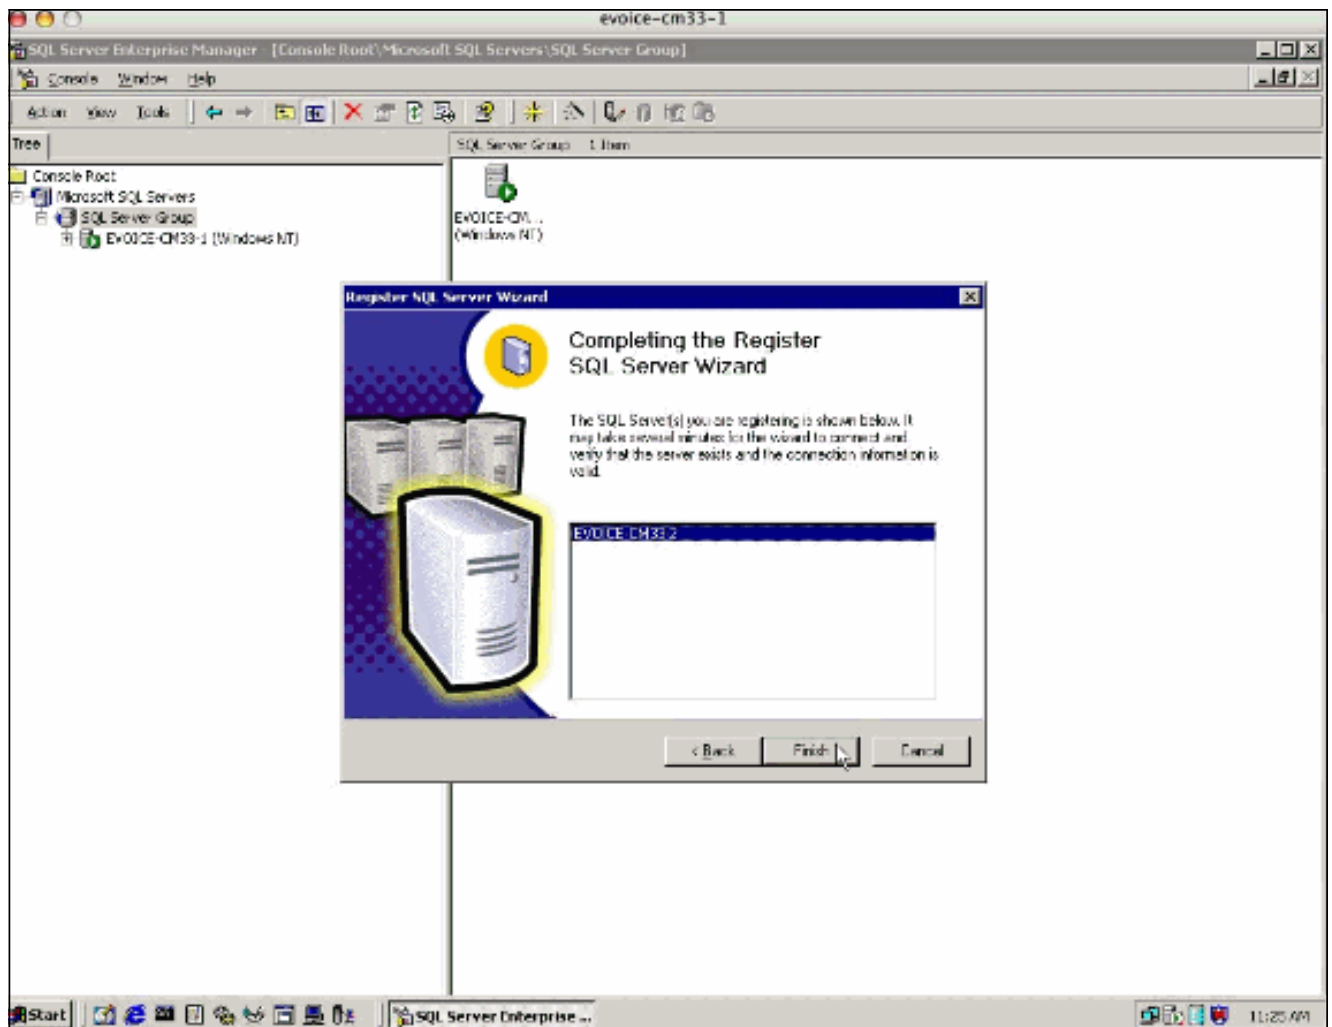 evoice-cm33-1
SQL Server Enterprise Manager - [Console Root\Microsoft SQL Servers\SQL Server Group]
Console Window Help
Action View Tools
Tree
SQL Server Group 1 Item
Console Root
Microsoft SQL Servers
SQL Server Group
EVOICE-CM33-1 (Windows NT)
EVOICE-CM...
(Windows NT)
Register SQL Server Wizard
Completing the Register
SQL Server Wizard
The SQL Server(s) you are registering is shown below. It
may take several minutes for the wizard to connect and
verify that the server exists and the connection information is
valid.
EVOICE-CM33-2
< Back Finish Cancel
Start
SQL Server Enterprise ...
11:25 AM